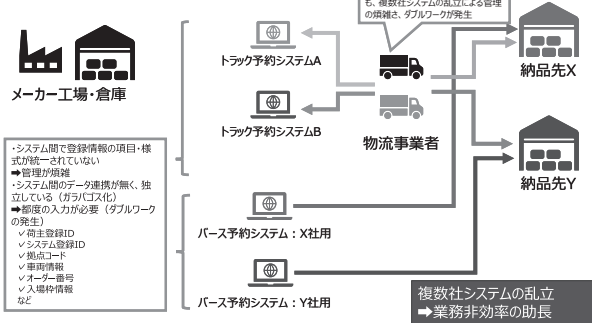 も、複数社システムの乱立による管理
の煩雑さ、ダブルワークが発生
トラック予約システムA
メーカー工場・倉庫
納品先X
トラック予約システムB
物流事業者
・システム間で登録情報の項目・様
式が統一されていない
➡管理が煩雑
・システム間のデータ連携が無く、独
立している（ガラパゴス化）
➡都度の入力が必要（ダブルワーク
の発生）
✓荷主登録ID
✓システム登録ID
✓拠点コード
✓車両情報
✓オーダー番号
✓入場枠情報
など
納品先Y
バース予約システム：X社用
バース予約システム：Y社用
複数社システムの乱立
➡業務非効率の助長